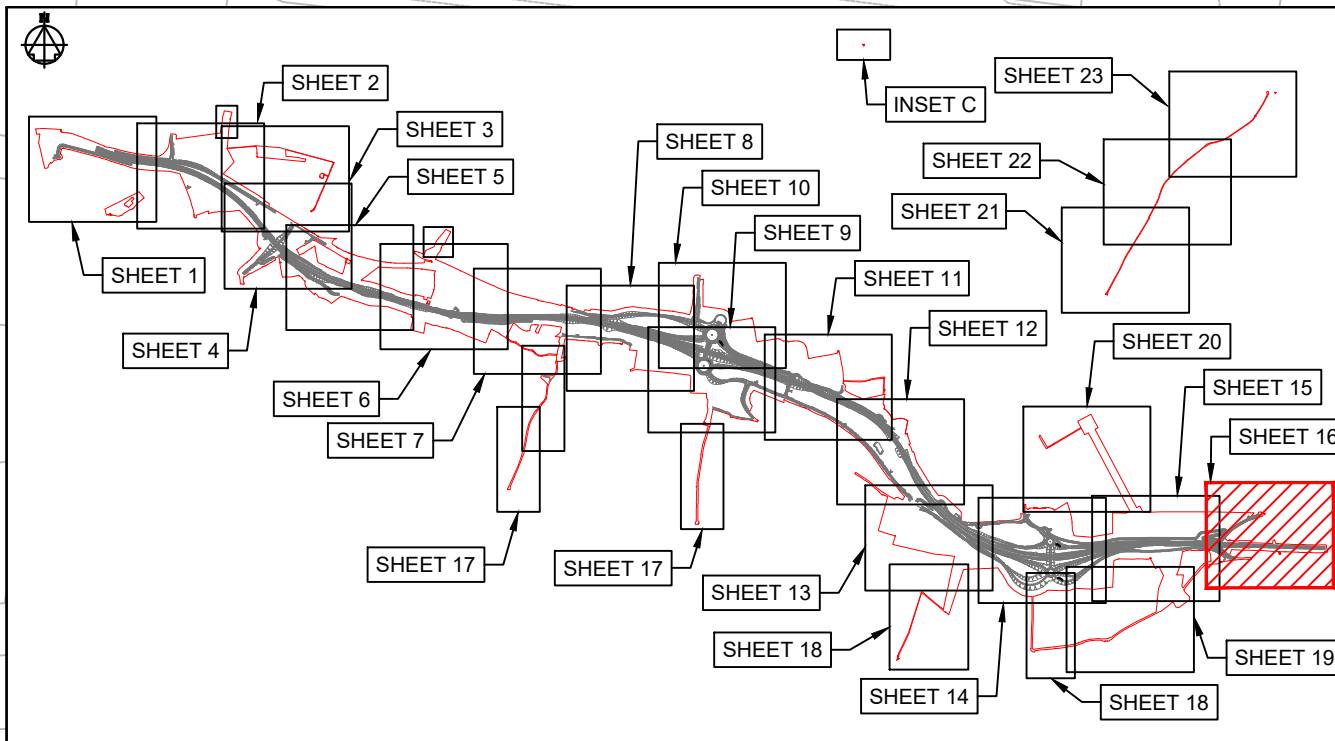 N
SHEET 2
SHEET 23
INSET C
SHEET 3
SHEET 8
SHEET 22
SHEET 5
SHEET 10
SHEET 21
SHEET 9
SHEET 1
SHEET 11
SHEET 12
SHEET 4
SHEET 20
SHEET 15
SHEET 6
SHEET 7
SHEET 16
SHEET 17
SHEET 17
SHEET 13
SHEET 18
SHEET 19
SHEET 14
SHEET 18